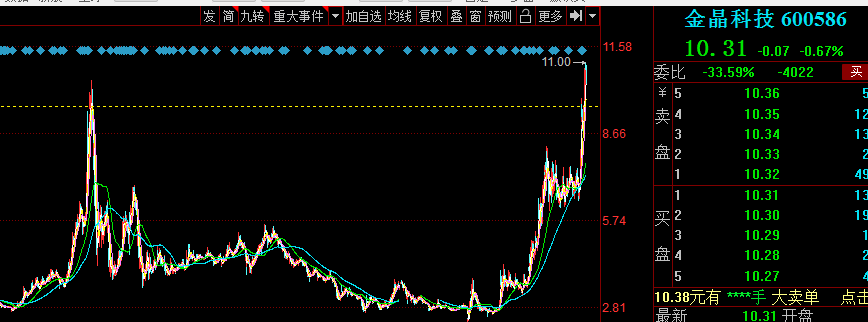 发 简 九转 重大事件 加自选 均线 复权 叠 窗 预测 更多
11.58
11.00
8.66
5.74
2.81
金晶科技 600586
10.31 -0.07 -0.67%
委比 -33.59% -4022 买
¥ 5 10.36 5
卖 4 10.35 12
3 10.34 13
盘 2 10.33 2
1 10.32 49
1 10.31 13
买 2 10.30 19
3 10.29 1
盘 4 10.28 2
5 10.27 4
10.38元有 ****手 大卖单 点击
最新 10.31 开盘